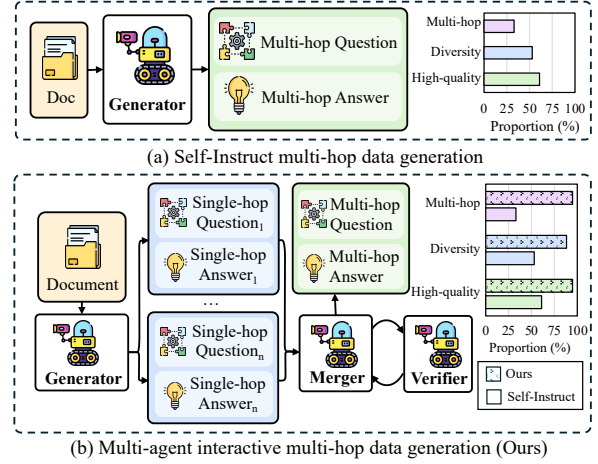 Doc
Generator
Multi-hop Question
Multi-hop Answer
Multi-hop
Diversity
High-quality
0 25 50 75 100
Proportion (%)
(a) Self-Instruct multi-hop data generation
Document
Generator
Single-hop
Question1
Single-hop
Answer1
...
Single-hop
Questionn
Single-hop
Answern
Multi-hop
Question
Multi-hop
Answer
Merger
Verifier
Multi-hop
Diversity
High-quality
0 25 50 75 100
Proportion (%)
Ours
Self-Instruct
(b) Multi-agent interactive multi-hop data generation (Ours)